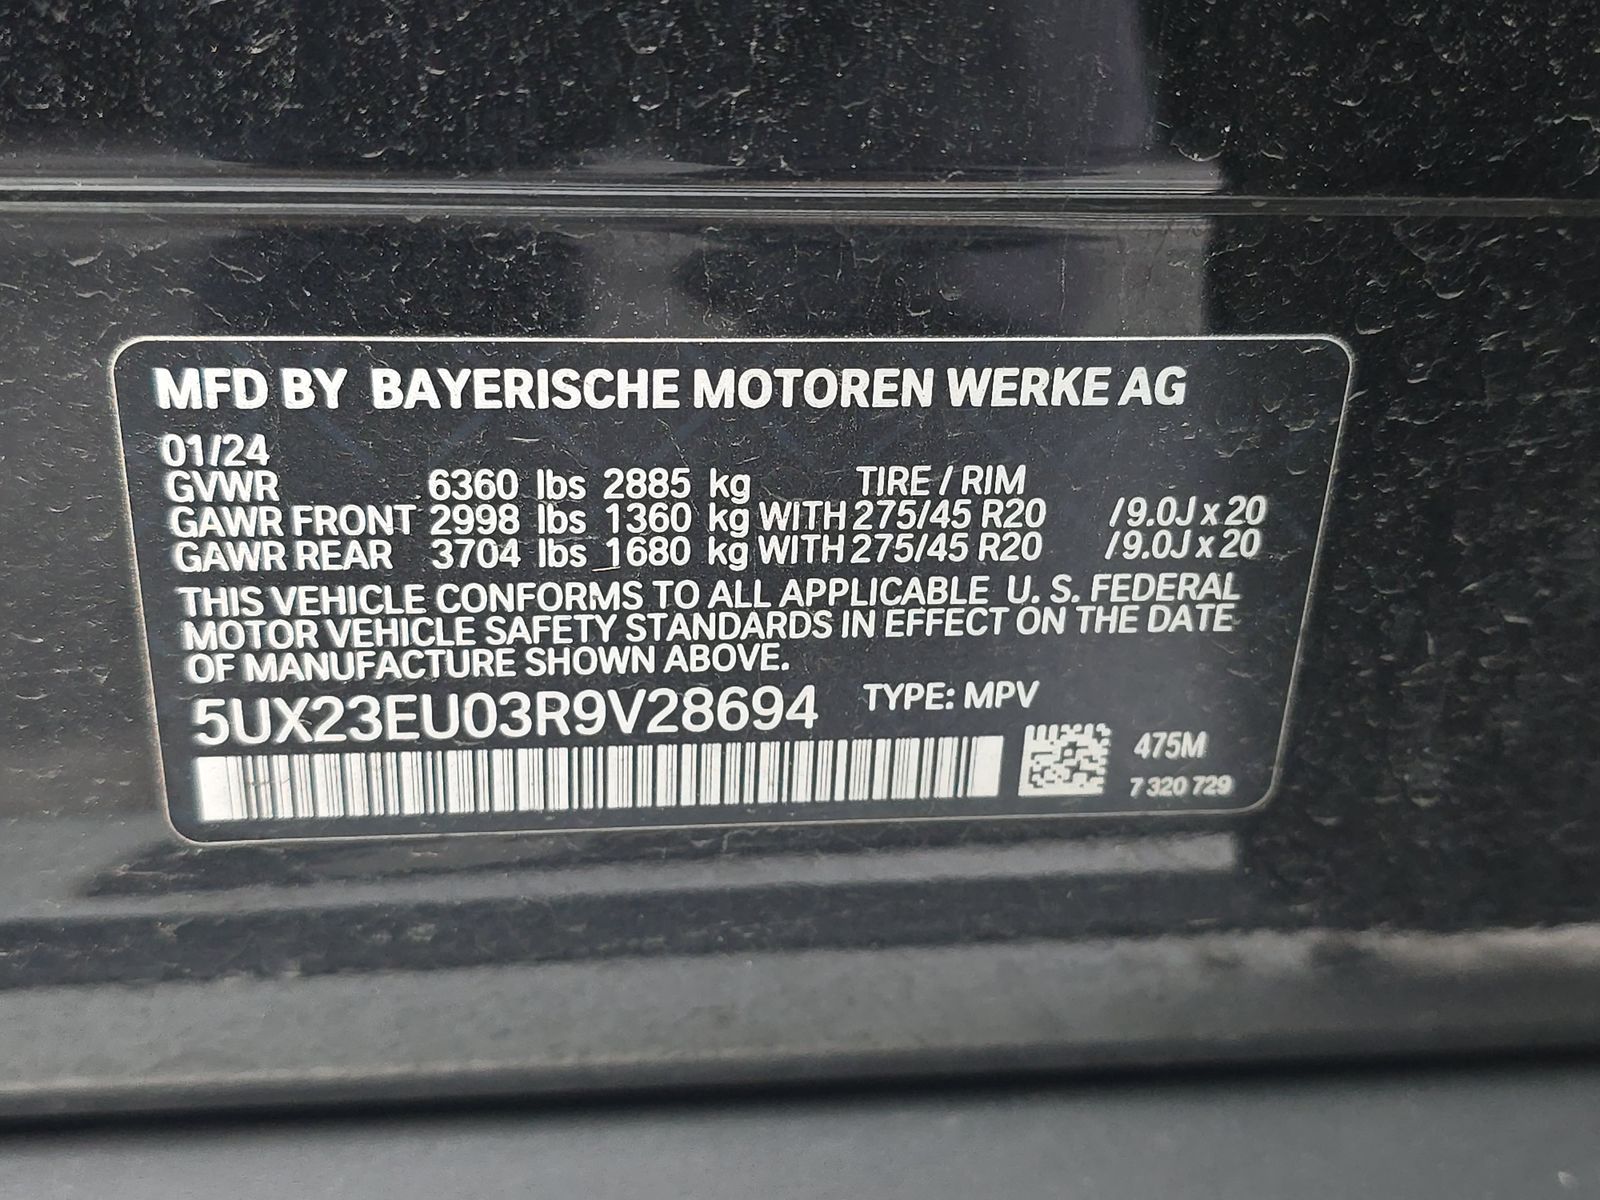 MFD BY BAYERISCHE MOTOREN WERKE AG
01/24
GVWR 6360 lbs 2885 kg TIRE / RIM
GAWR FRONT 2998 lbs 1360 kg WITH 275/45 R20 / 9.0J x 20
GAWR REAR 3704 lbs 1680 kg WITH 275/45 R20 / 9.0J x 20
THIS VEHICLE CONFORMS TO ALL APPLICABLE U. S. FEDERAL
MOTOR VEHICLE SAFETY STANDARDS IN EFFECT ON THE DATE
OF MANUFACTURE SHOWN ABOVE.
5UX23EU03R9V28694 TYPE: MPV
475M
7 320 729